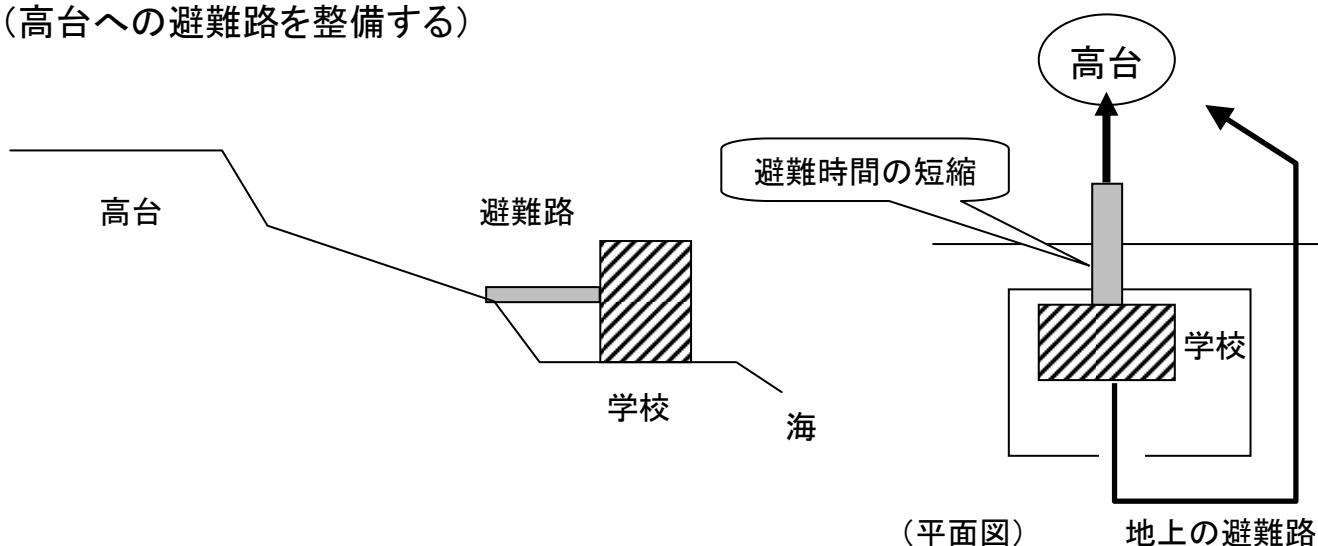 （高台への避難路を整備する）
高台
避難時間の短縮
高台
避難路
学校
学校
海
（平面図）
地上の避難路